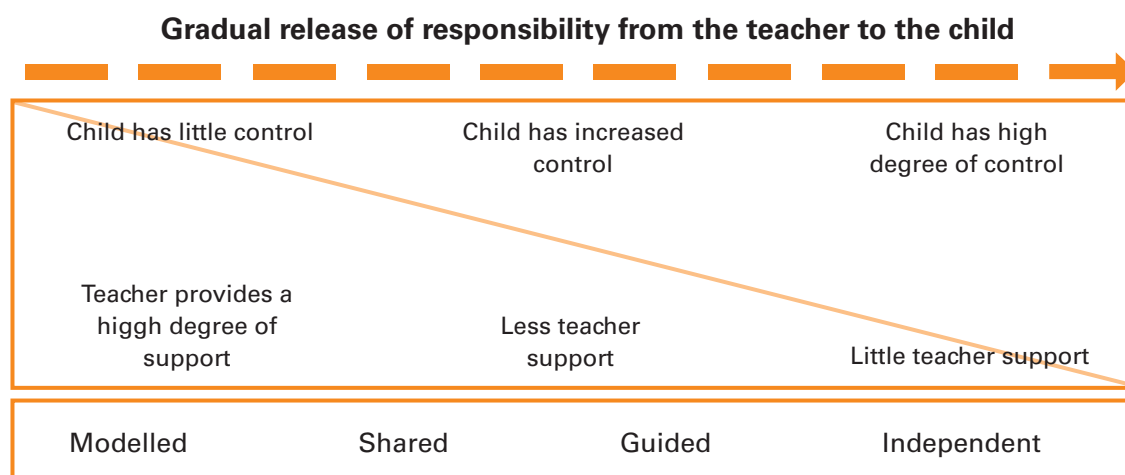 Gradual release of responsibility from the teacher to the child
Child has little control
Child has increased
control
Child has high
degree of control
Teacher provides a
higgh degree of
support
Less teacher
support
Little teacher support
Modelled Shared Guided Independent